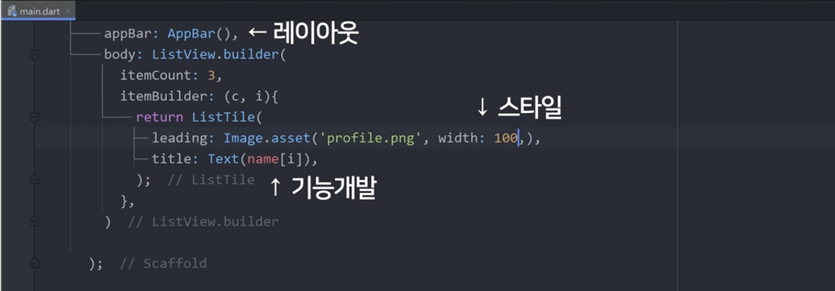 main.dart ×
appBar: AppBar(), ← 레이아웃
body: ListView.builder(
itemCount: 3,
itemBuilder: (c, i){
return ListTile( ↓ 스타일
leading: Image.asset('profile.png', width: 100,),
title: Text(name[i]),
); // ListTile ↑ 기능개발
},
) // ListView.builder
); // Scaffold